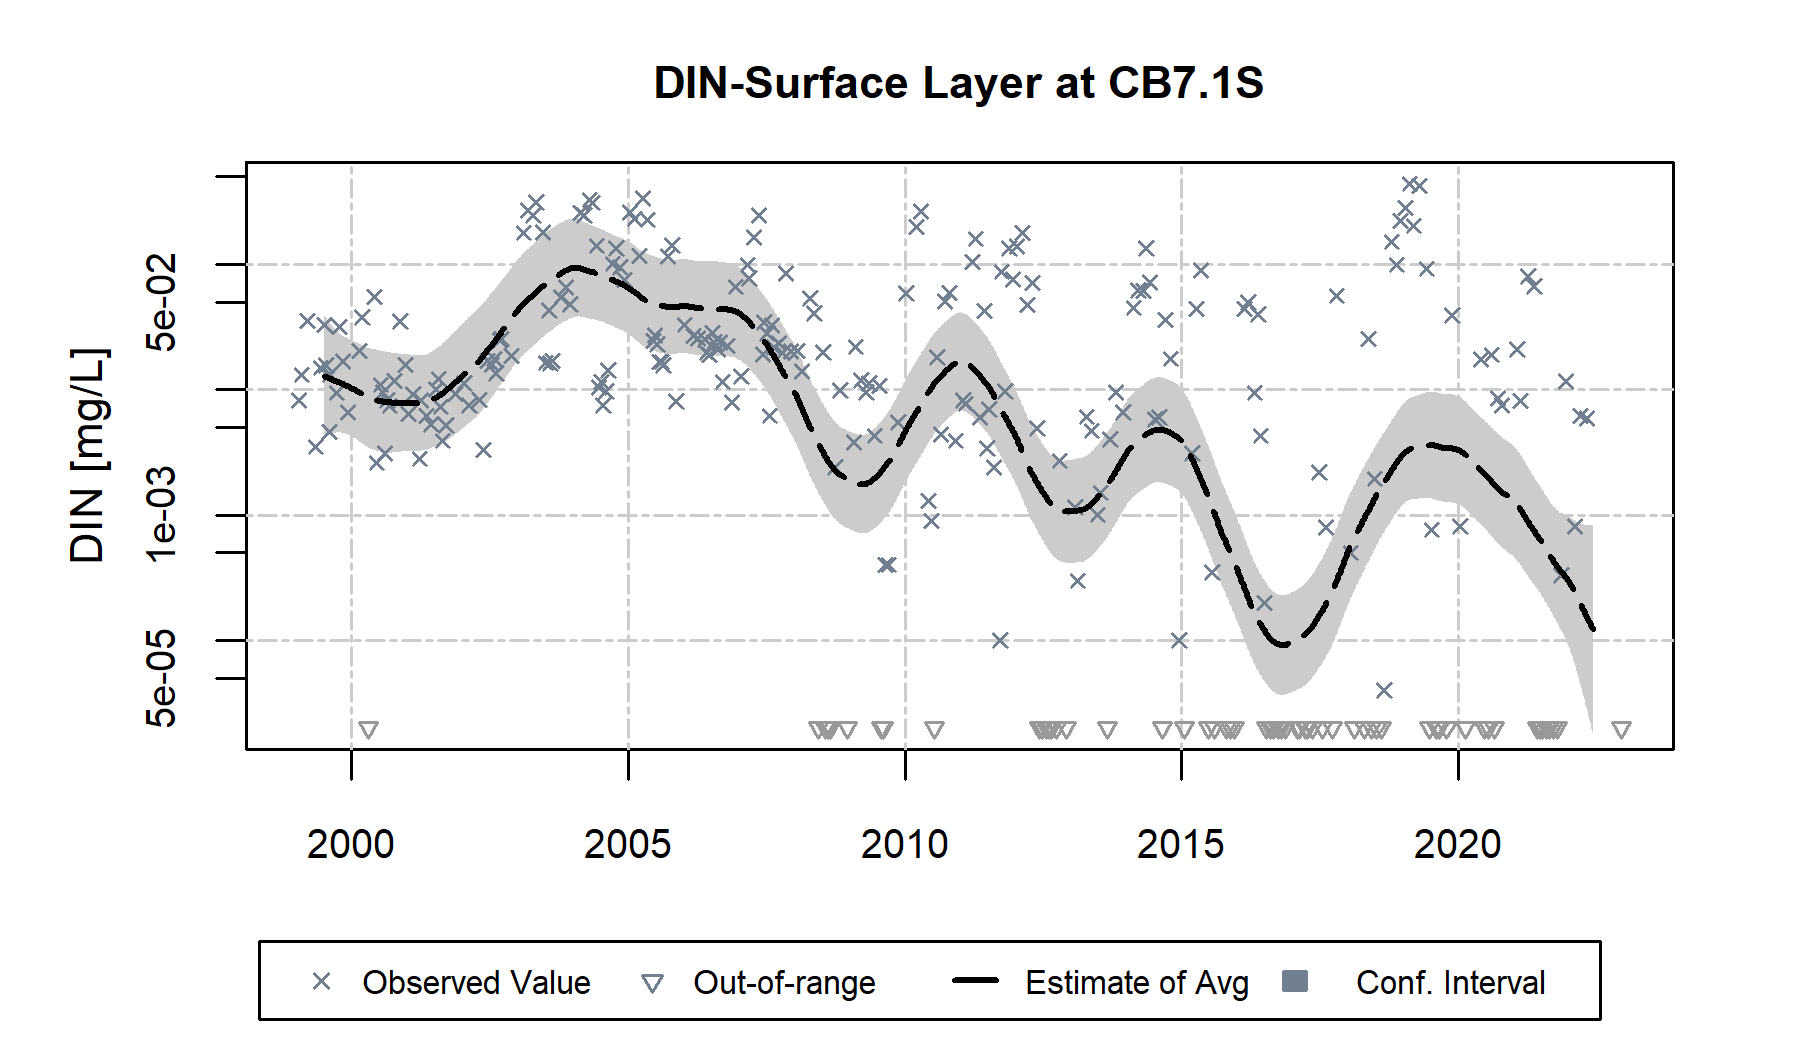 DIN-Surface Layer at CB7.1S
DIN [mg/L]
5e-02
1e-03
5e-05
2000 2005 2010 2015 2020
Observed Value Out-of-range Estimate of Avg Conf. Interval